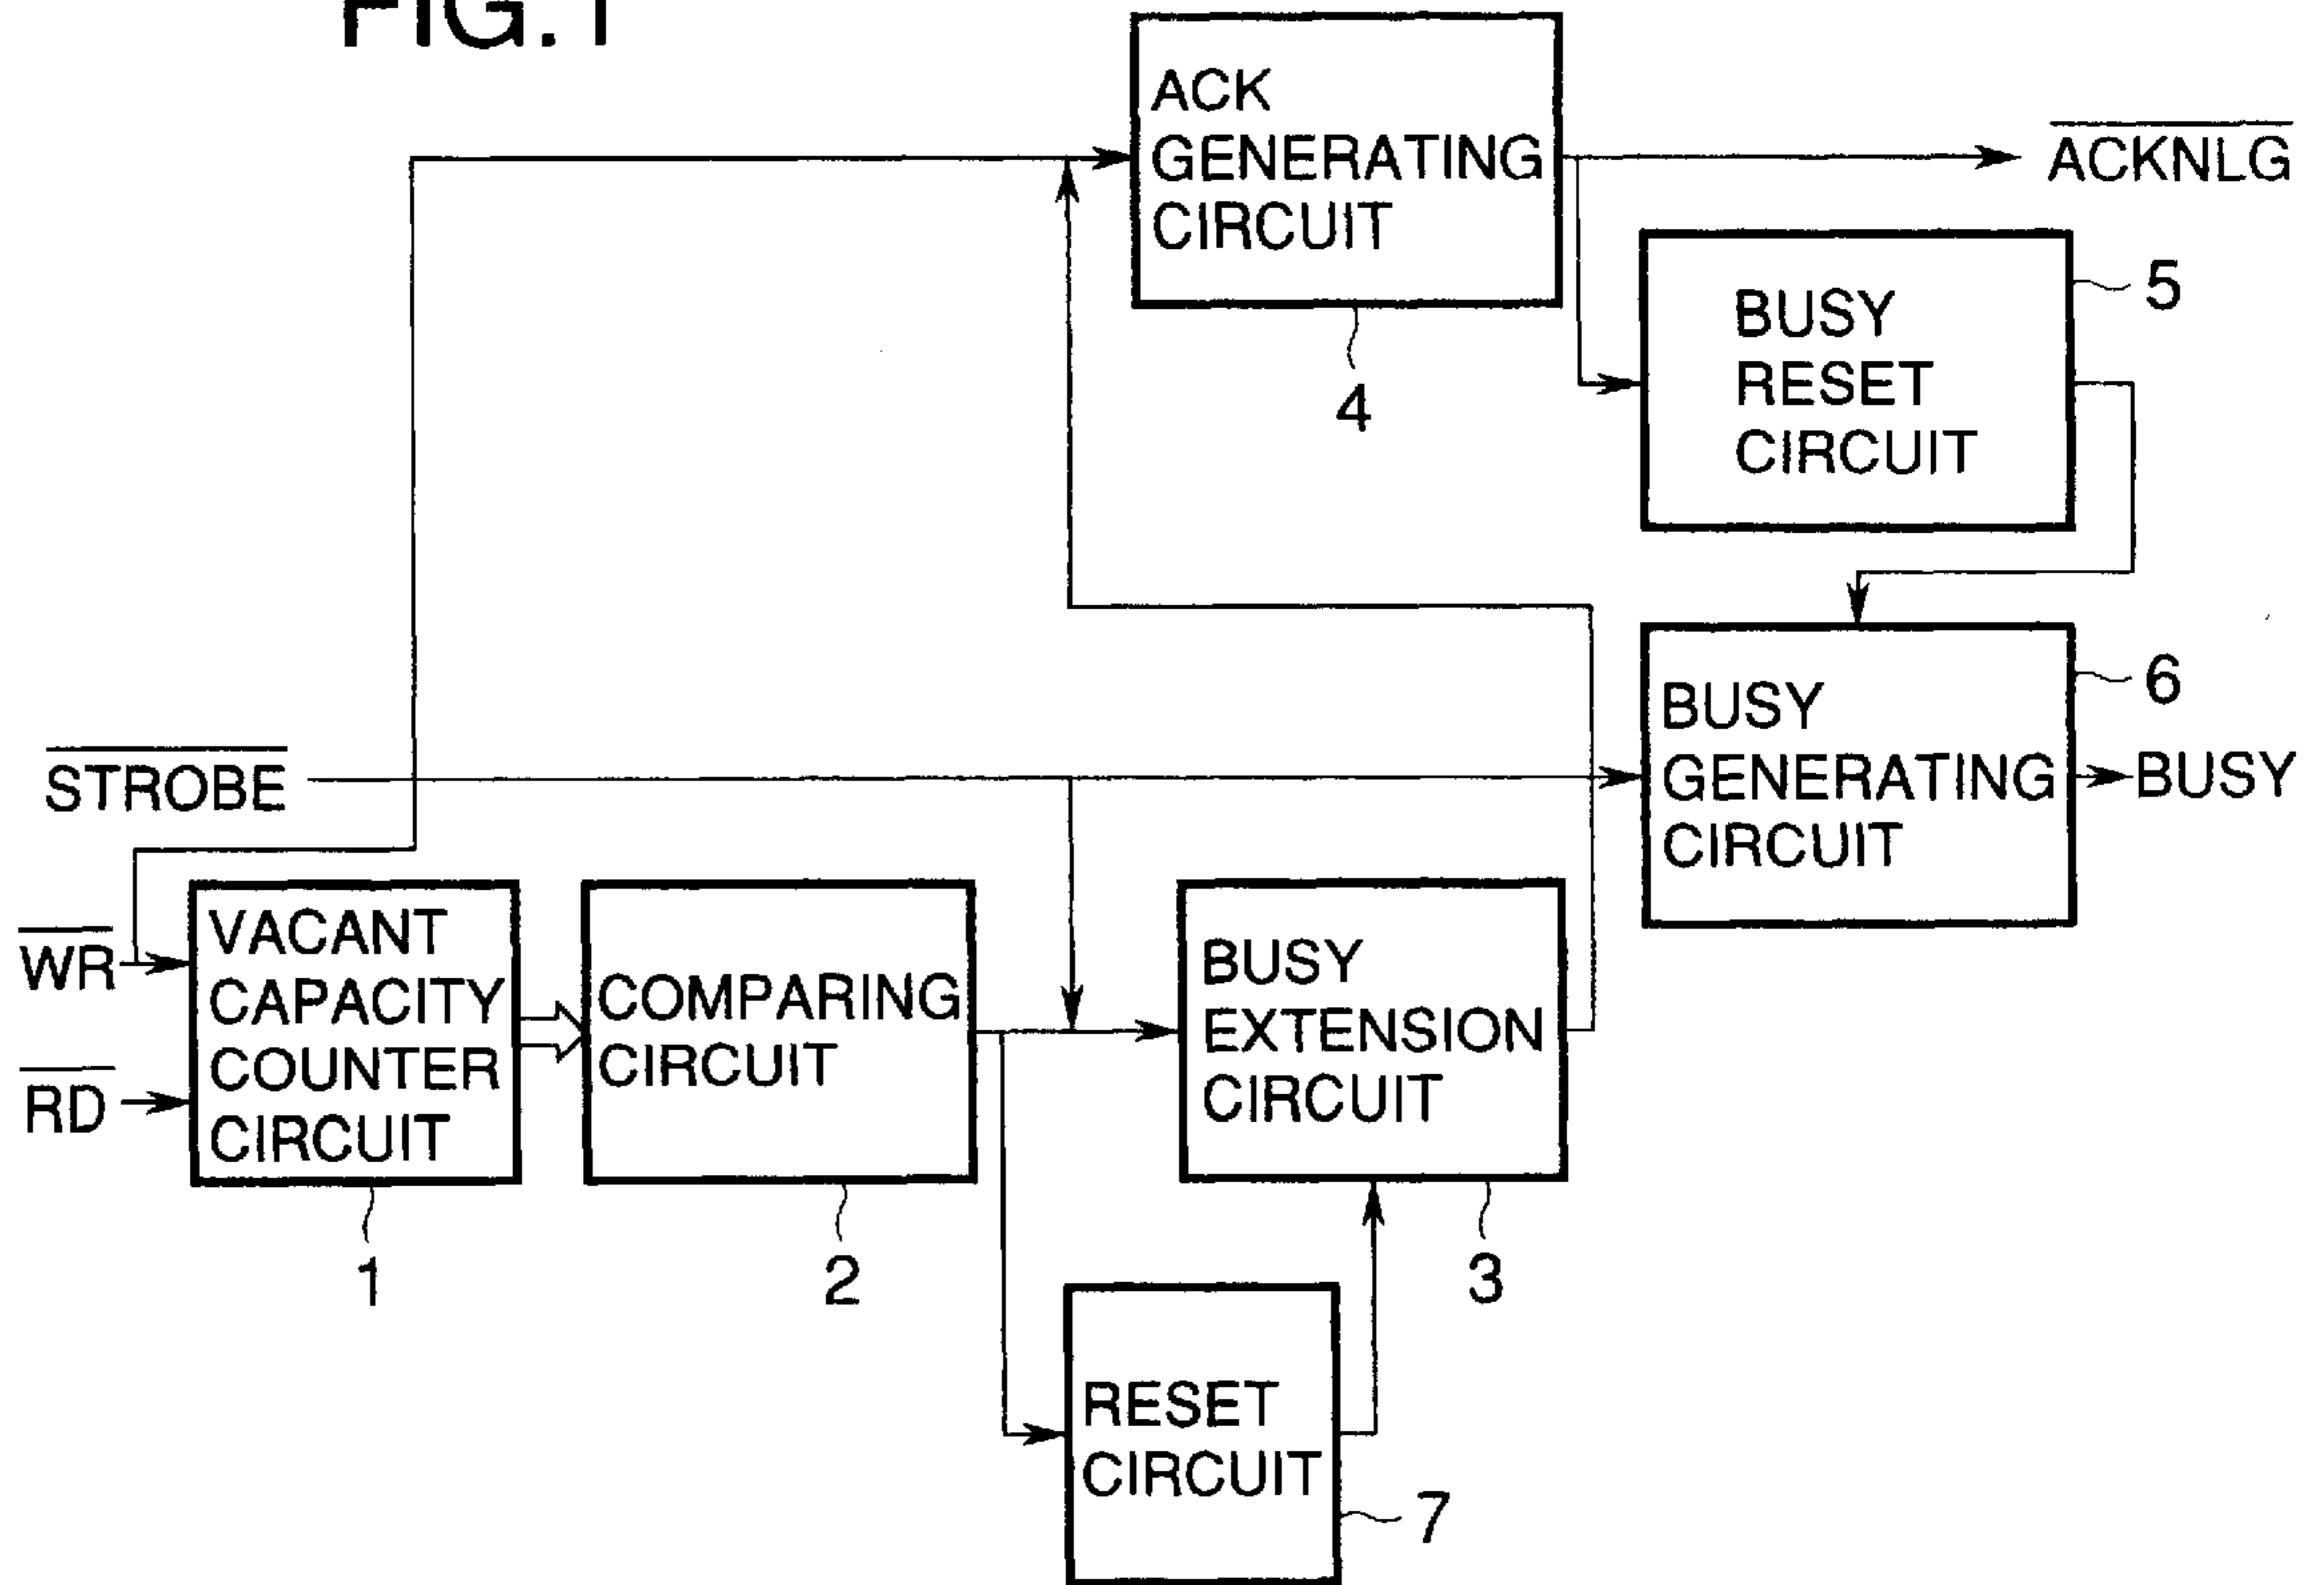 FIG.1
ACK
GENERATING
CIRCUIT
4
ACKNLG
BUSY
RESET
CIRCUIT
5
STROBE
BUSY
GENERATING
CIRCUIT
6
BUSY
WR
RD
VACANT
CAPACITY
COUNTER
CIRCUIT
1
COMPARING
CIRCUIT
2
BUSY
EXTENSION
CIRCUIT
3
RESET
CIRCUIT
7